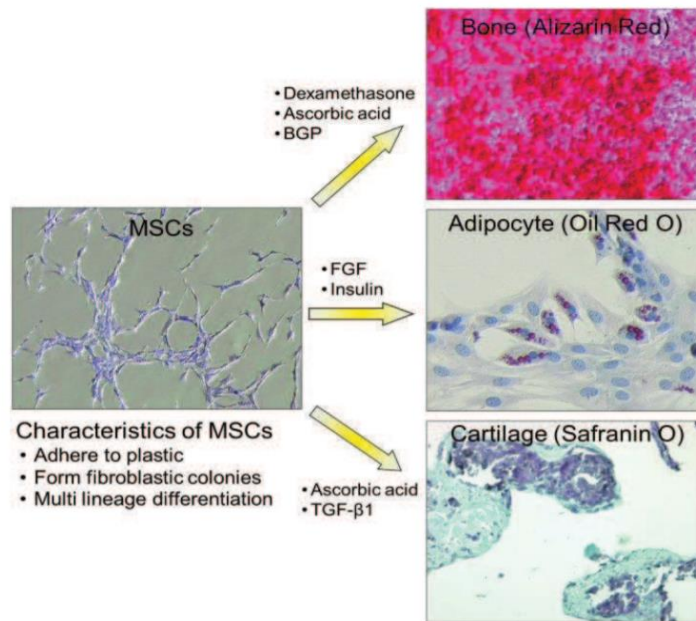 Bone (Alizarin Red)
• Dexamethasone
• Ascorbic acid
• BGP
MSCs
Adipocyte (Oil Red O)
• FGF
• Insulin
Characteristics of MSCs
• Adhere to plastic
• Form fibroblastic colonies
• Multi lineage differentiation
Cartilage (Safranin O)
• Ascorbic acid
• TGF-β1